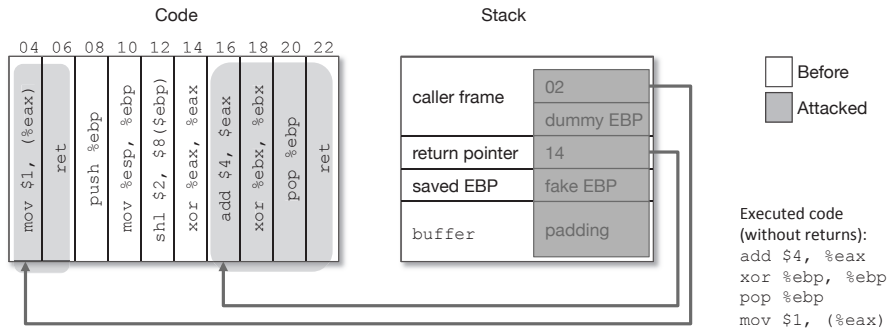 Code
Stack
04 06 08 10 12 14 16 18 20 22
mov $1, (%eax)
ret
push %ebp
mov %esp, %ebp
shl $2, $8($ebp)
xor %eax, %eax
add $4, $eax
xor %ebx, %ebx
pop %ebp
ret
caller frame
02
dummy EBP
return pointer
14
saved EBP
fake EBP
buffer
padding
Before
Attacked
Executed code
(without returns):
add $4, %eax
xor %ebp, %ebp
pop %ebp
mov $1, (%eax)